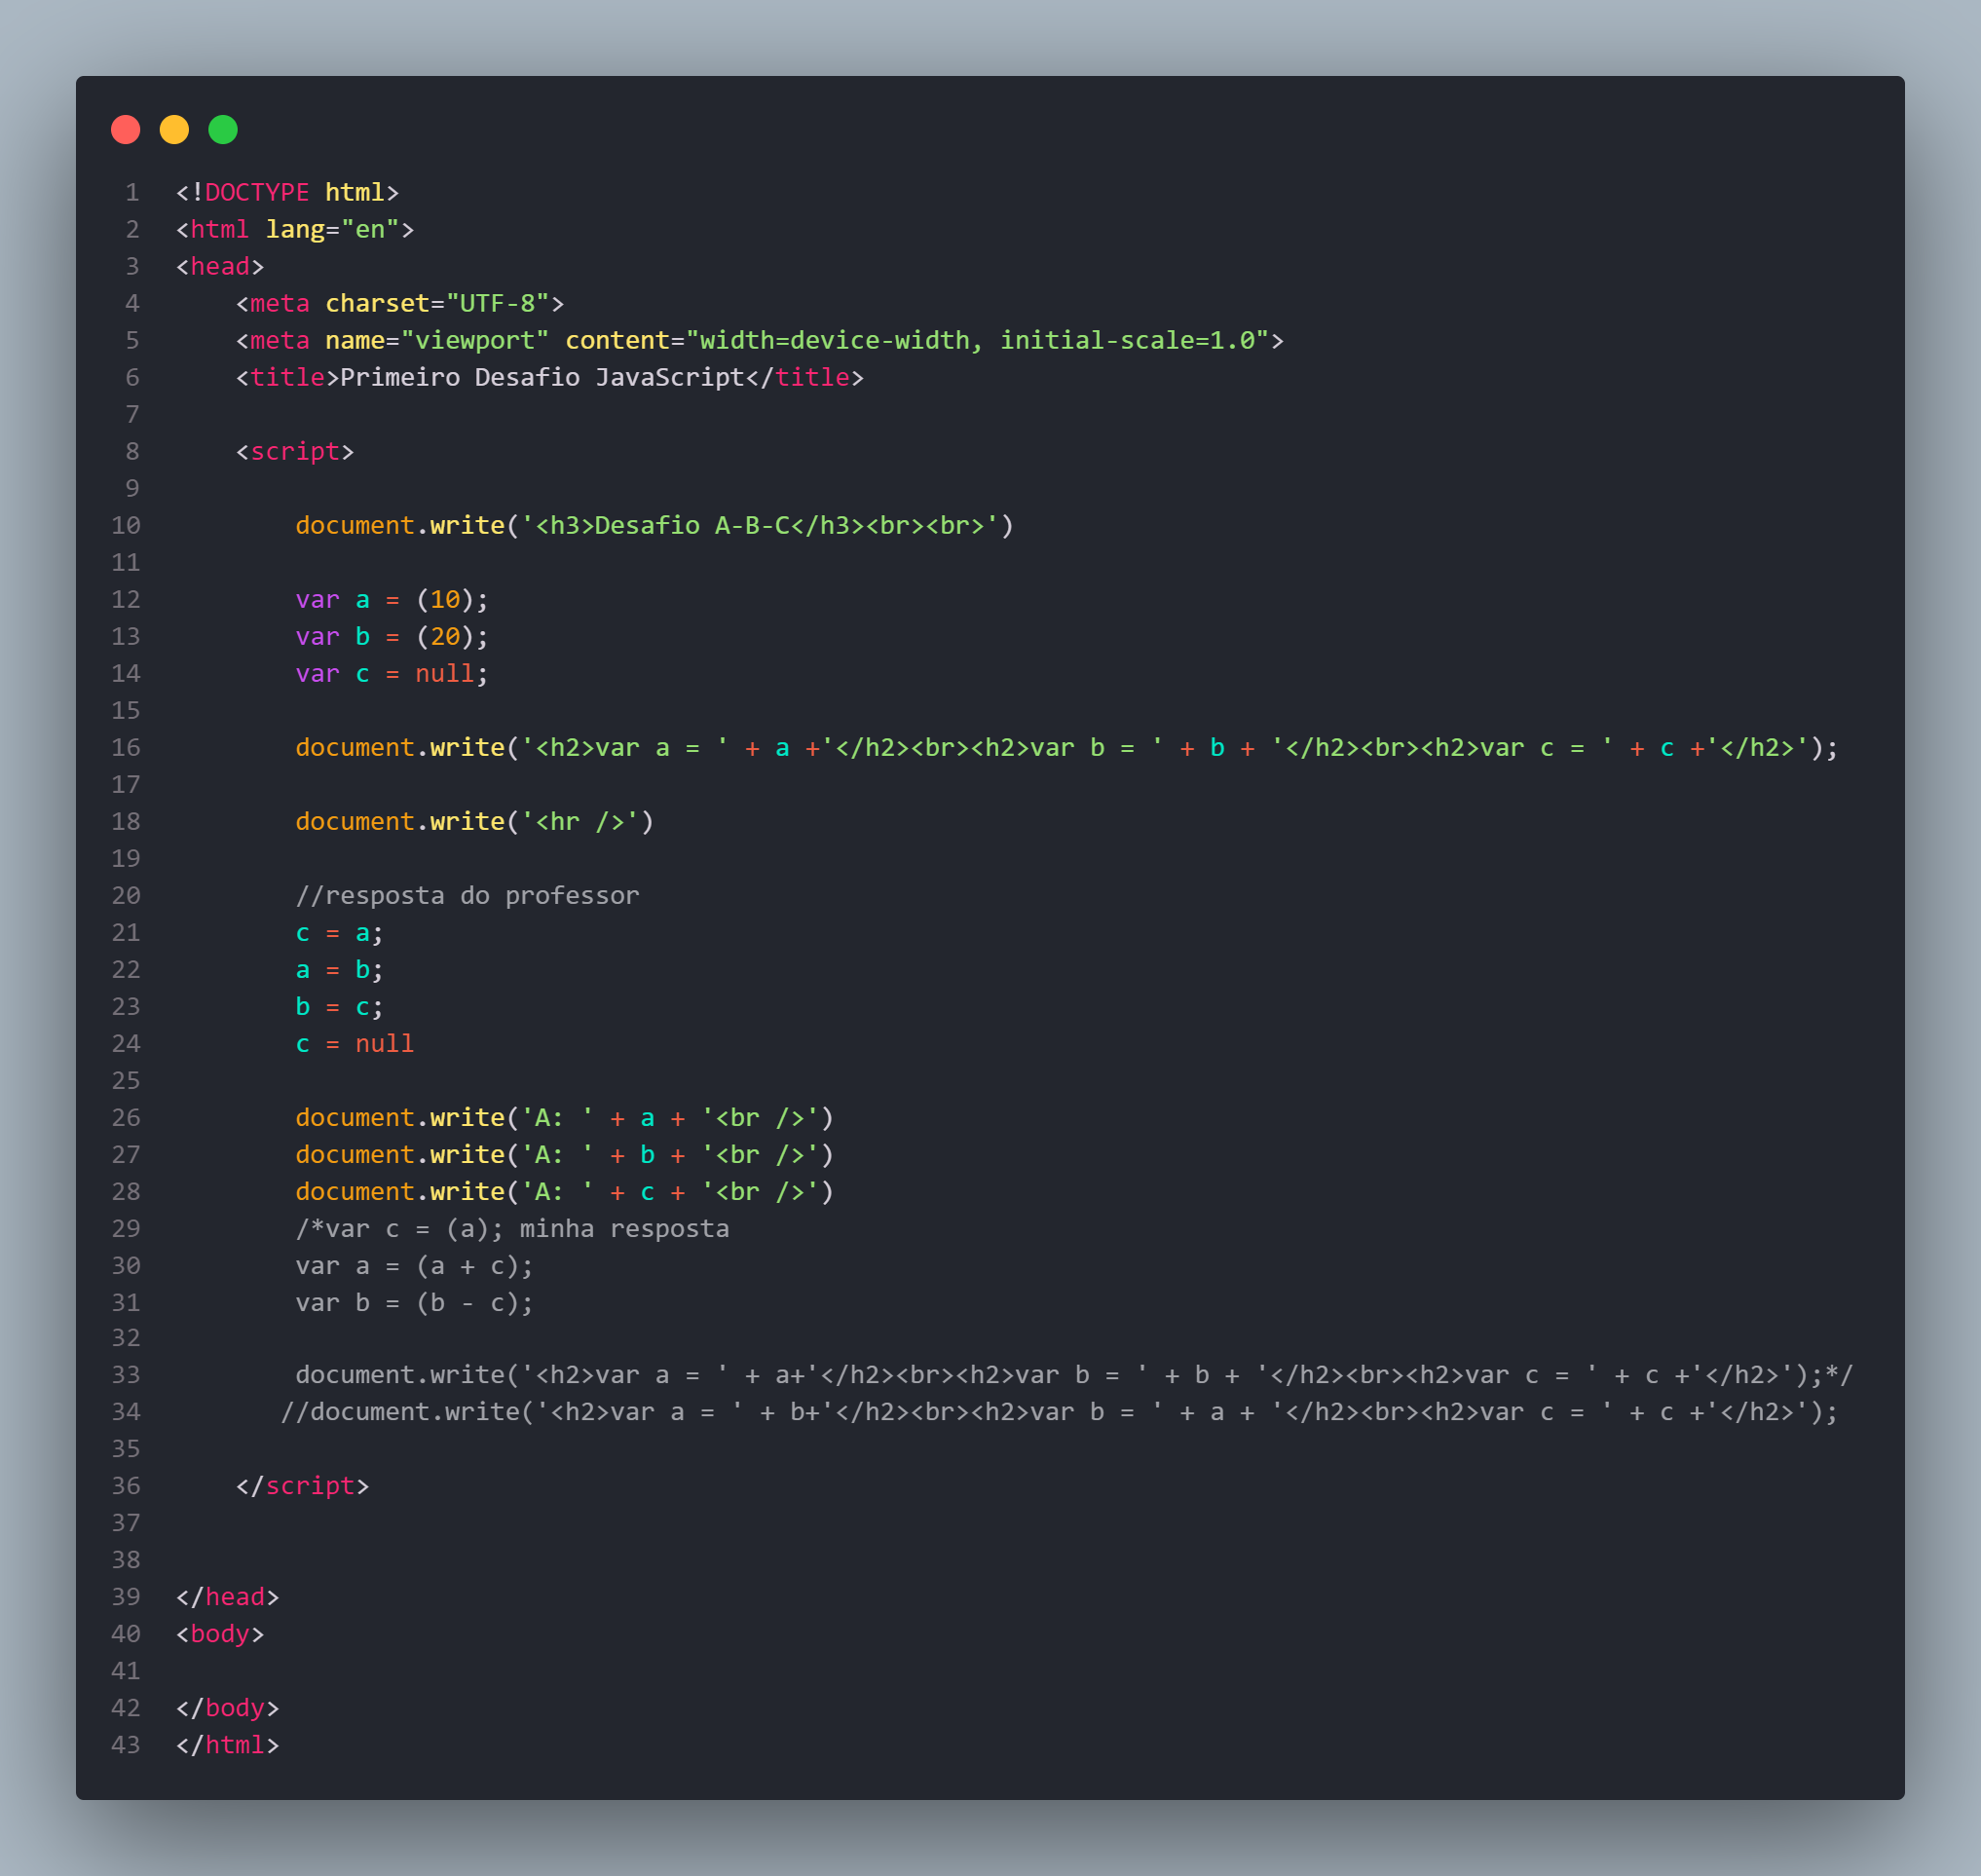 1 <!DOCTYPE html>
2 <html lang="en">
3 <head>
4     <meta charset="UTF-8">
5     <meta name="viewport" content="width=device-width, initial-scale=1.0">
6     <title>Primeiro Desafio JavaScript</title>
7
8     <script>
9
10         document.write('<h3>Desafio A-B-C</h3><br><br>')
11
12         var a = (10);
13         var b = (20);
14         var c = null;
15
16         document.write('<h2>var a = ' + a +'</h2><br><h2>var b = ' + b + '</h2><br><h2>var c = ' + c +'</h2>');
17
18         document.write('<hr />')
19
20         //resposta do professor
21         c = a;
22         a = b;
23         b = c;
24         c = null
25
26         document.write('A: ' + a + '<br />')
27         document.write('A: ' + b + '<br />')
28         document.write('A: ' + c + '<br />')
29         /*var c = (a); minha resposta
30         var a = (a + c);
31         var b = (b - c);
32
33         document.write('<h2>var a = ' + a+'</h2><br><h2>var b = ' + b + '</h2><br><h2>var c = ' + c +'</h2>');*/
34        //document.write('<h2>var a = ' + b+'</h2><br><h2>var b = ' + a + '</h2><br><h2>var c = ' + c +'</h2>');
35
36     </script>
37
38
39 </head>
40 <body>
41
42 </body>
43 </html>